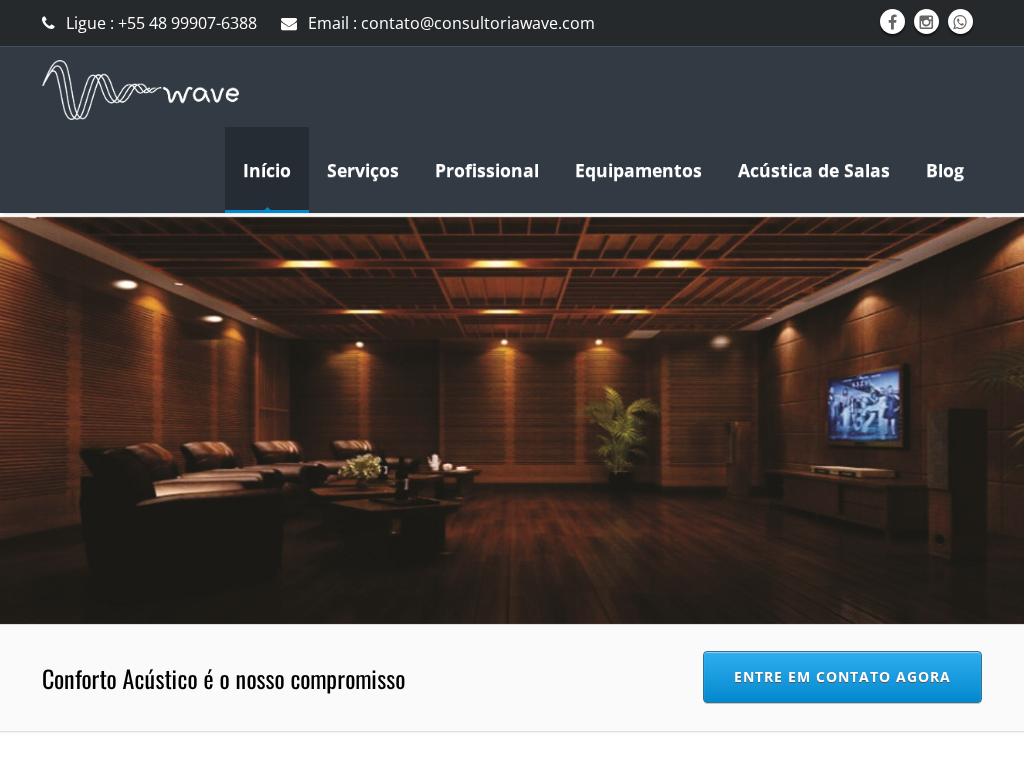 Ligue : +55 48 99907-6388 Email : contato@consultoriawave.com
wave
Início Serviços Profissional Equipamentos Acústica de Salas Blog
Conforto Acústico é o nosso compromisso
ENTRE EM CONTATO AGORA